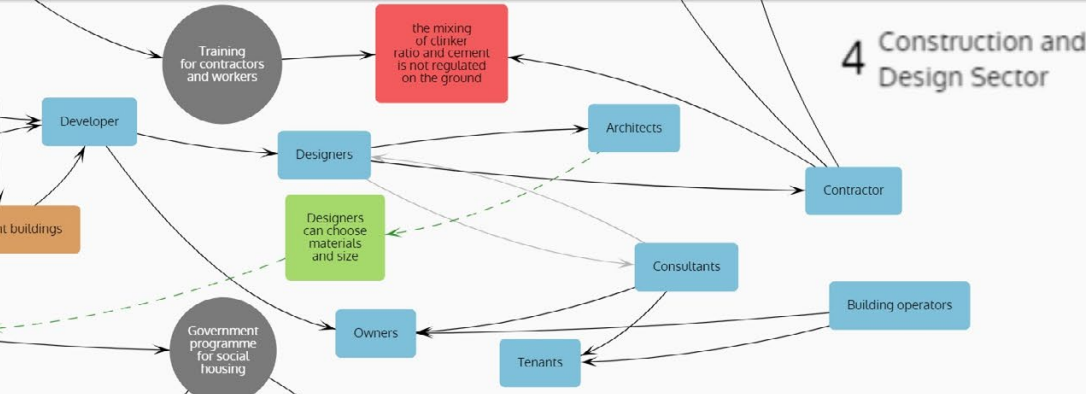 Training
for contractors
and workers
the mixing
of clinker
ratio and cement
is not regulated
on the ground
4 Construction and
Design Sector
Developer
Designers
Architects
Contractor
Designers
can choose
materials
and size
nt buildings
Consultants
Building operators
Owners
Government
programme
for social
housing
Tenants